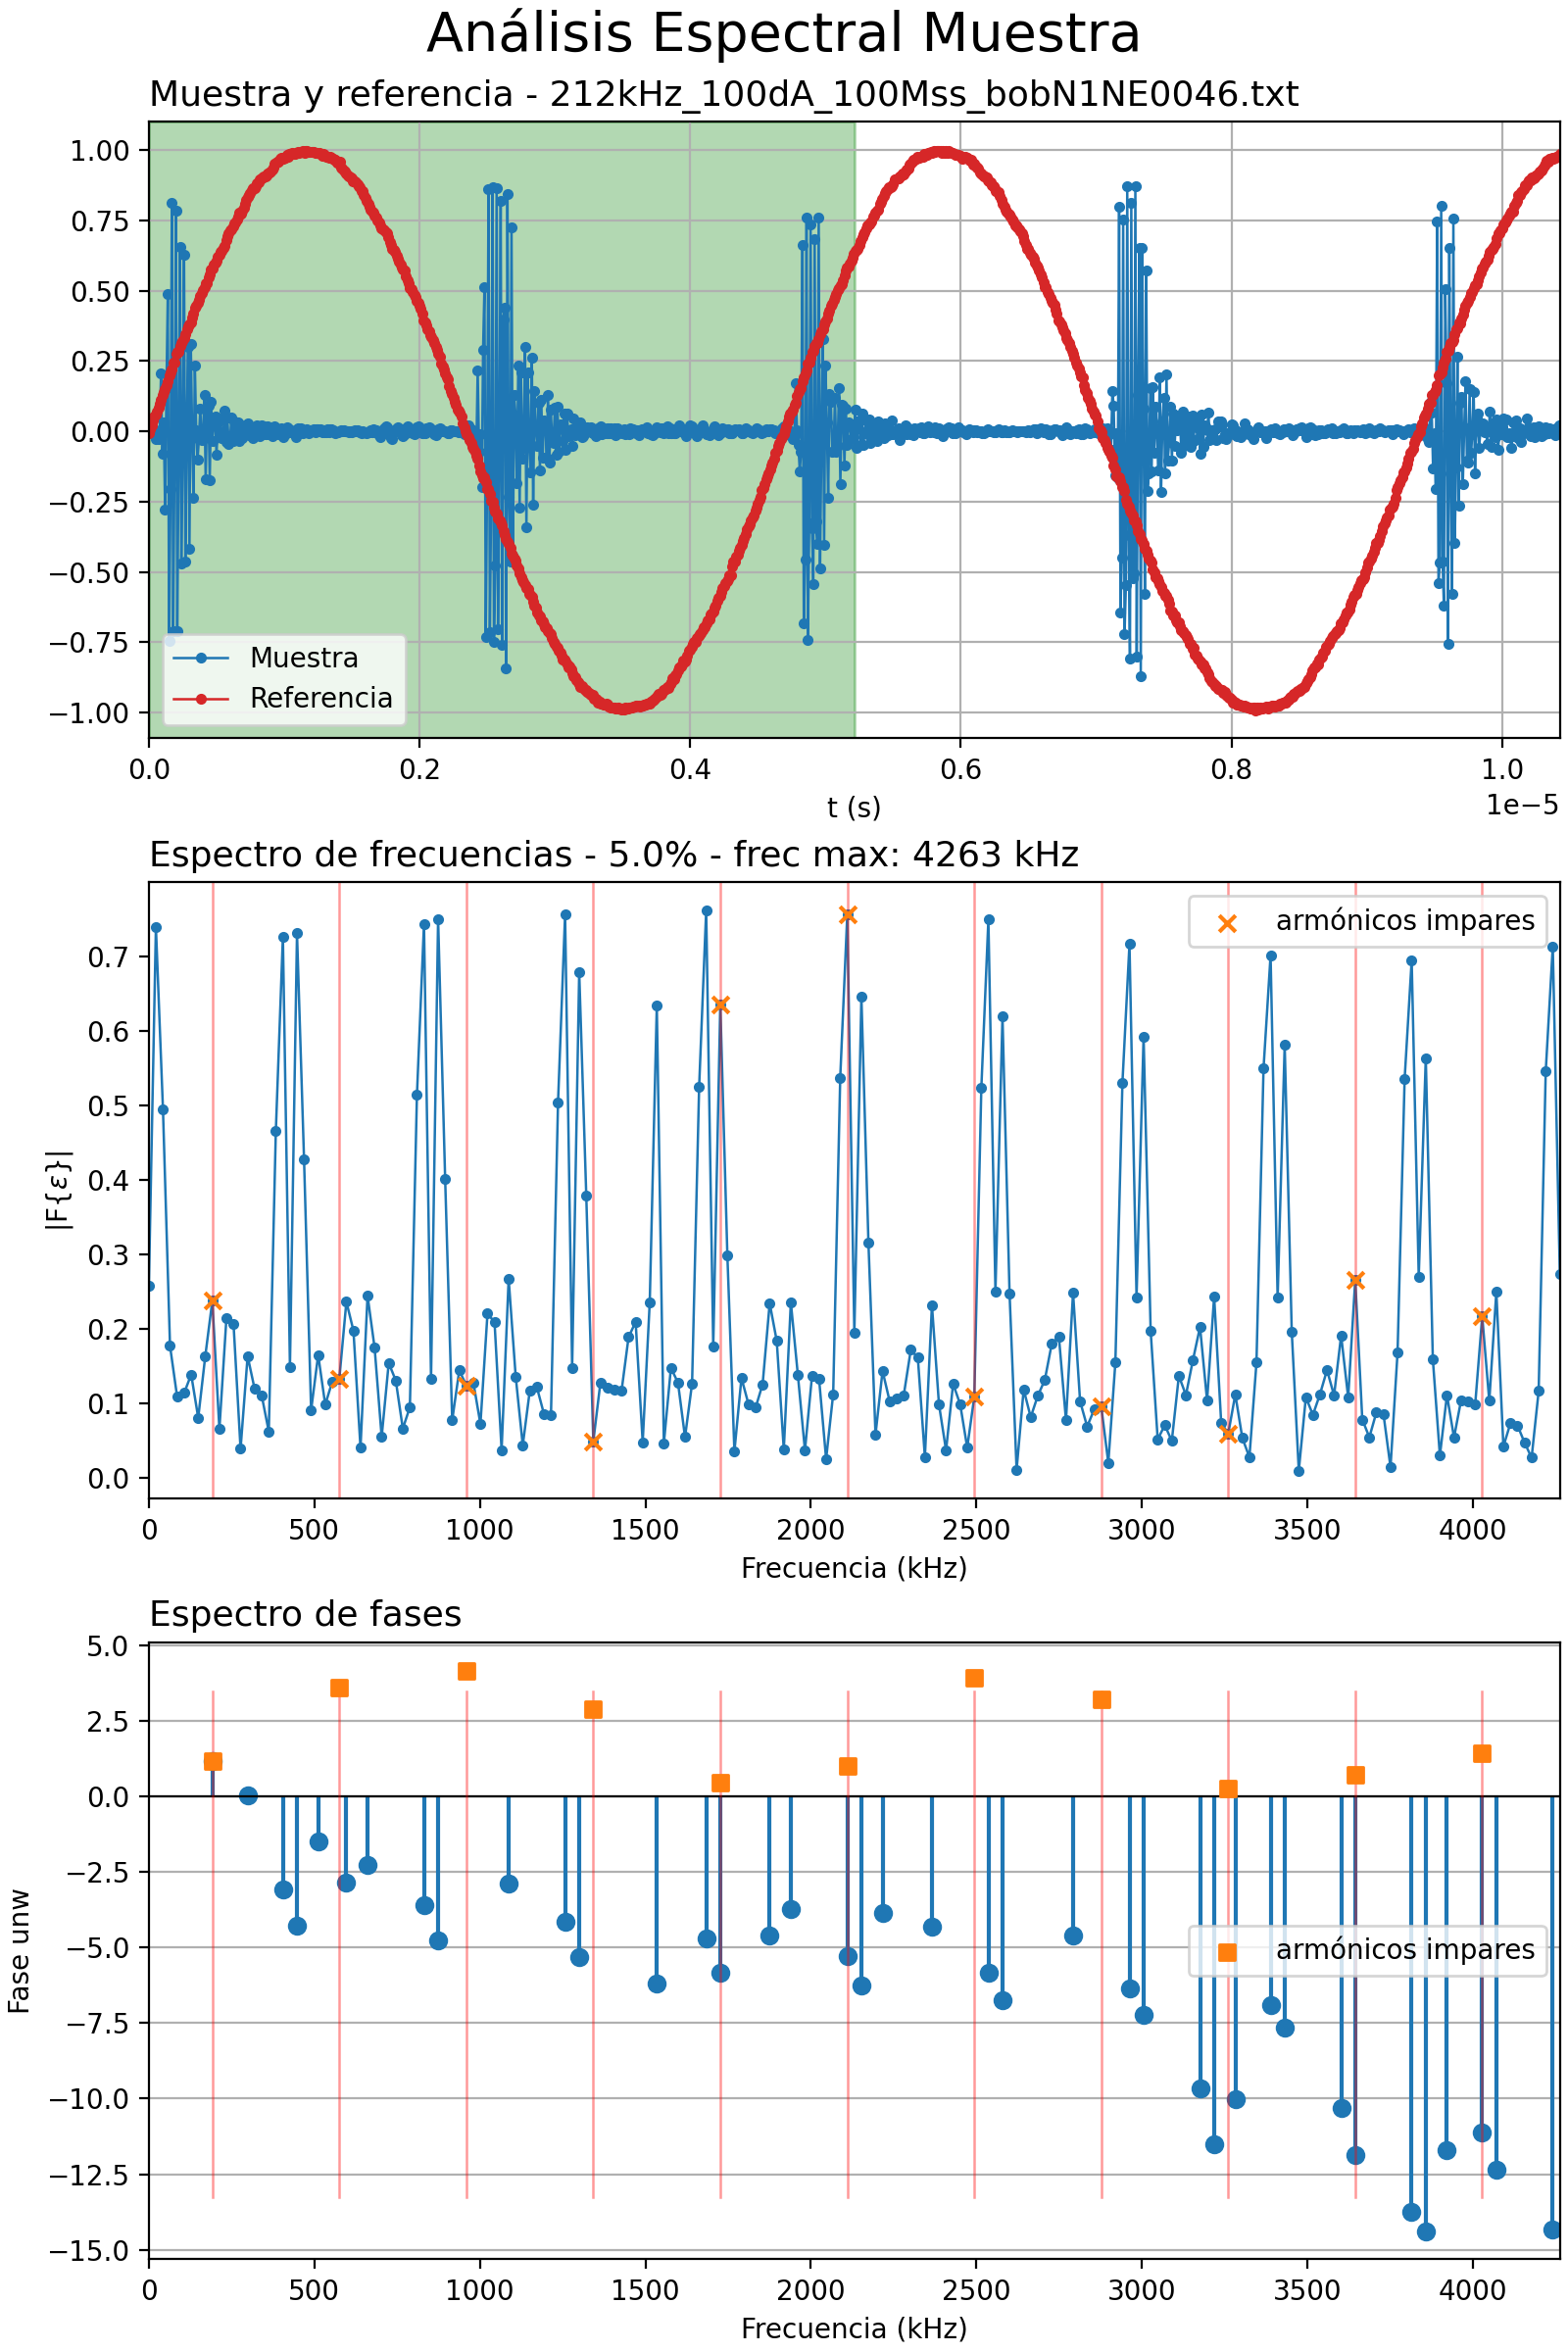 Análisis Espectral Muestra
Muestra y referencia - 212kHz_100dA_100Mss_bobN1NE0046.txt
1.00
0.75
0.50
0.25
0.00
−0.25
−0.50
−0.75
−1.00
Muestra
Referencia
0.0 0.2 0.4 0.6 0.8 1.0
1e−5
t (s)
Espectro de frecuencias - 5.0% - frec max: 4263 kHz
armónicos impares
|F{ε}|
0.7
0.6
0.5
0.4
0.3
0.2
0.1
0.0
0 500 1000 1500 2000 2500 3000 3500 4000
Frecuencia (kHz)
Espectro de fases
Fase unw
5.0
2.5
0.0
−2.5
−5.0
−7.5
−10.0
−12.5
−15.0
armónicos impares
0 500 1000 1500 2000 2500 3000 3500 4000
Frecuencia (kHz)